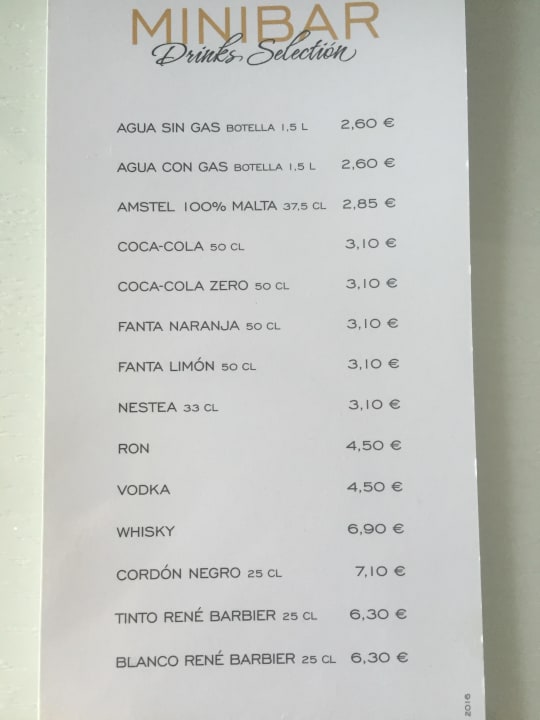 MINIBAR
Drinks Selectión
AGUA SIN GAS BOTELLA 1,5 L 2,60 €
AGUA CON GAS BOTELLA 1,5 L 2,60 €
AMSTEL 100% MALTA 37,5 CL 2,85 €
COCA-COLA 50 CL 3,10 €
COCA-COLA ZERO 50 CL 3,10 €
FANTA NARANJA 50 CL 3,10 €
FANTA LIMÓN 50 CL 3,10 €
NESTEA 33 CL 3,10 €
RON 4,50 €
VODKA 4,50 €
WHISKY 6,90 €
CORDÓN NEGRO 25 CL 7,10 €
TINTO RENÉ BARBIER 25 CL 6,30 €
BLANCO RENÉ BARBIER 25 CL 6,30 €
2016